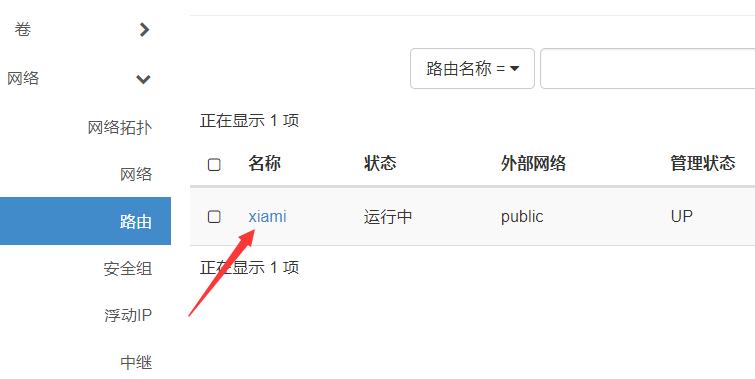 卷
网络
网络拓扑
网络
路由
安全组
浮动IP
中继
路由名称 =
正在显示 1 项
名称 状态 外部网络 管理状态
xiami 运行中 public UP
正在显示 1 项